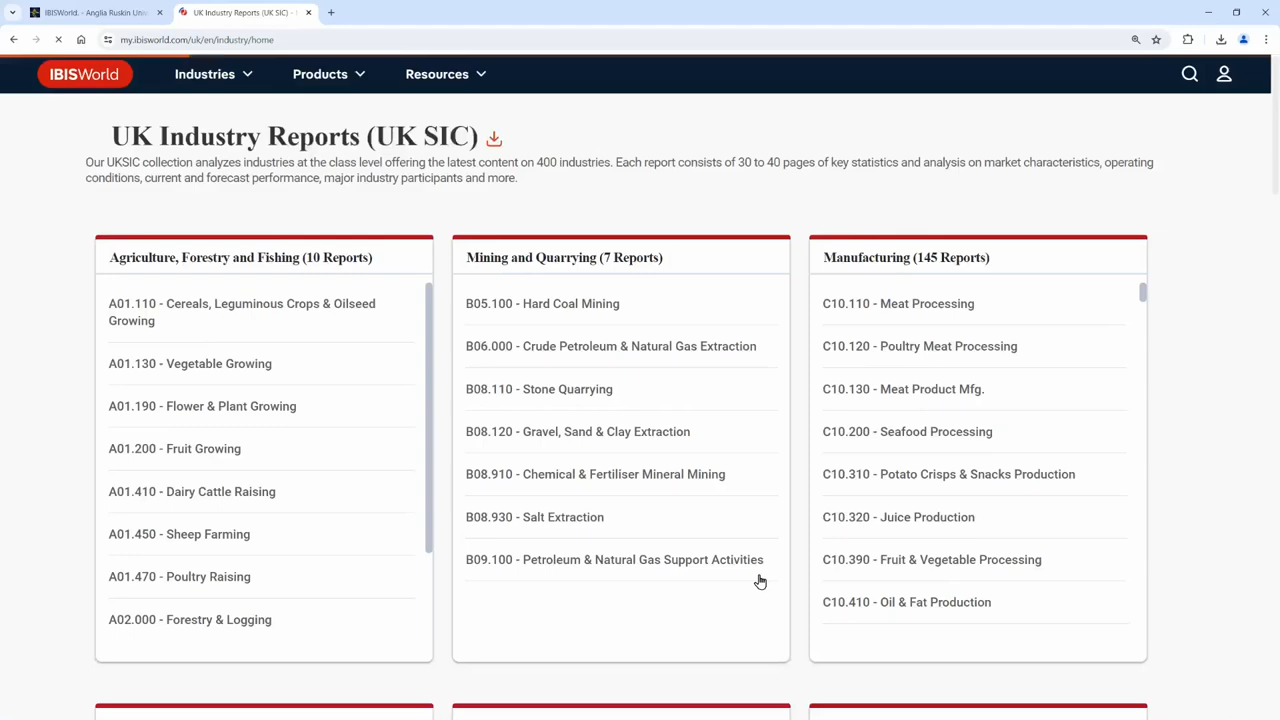 IBISWorld. - Anglia Ruskin Univ
UK Industry Reports (UK SIC) -
my.ibisworld.com/uk/en/industry/home
IBISWorld
Industries
Products
Resources
UK Industry Reports (UK SIC)
Our UKSIC collection analyzes industries at the class level offering the latest content on 400 industries. Each report consists of 30 to 40 pages of key statistics and analysis on market characteristics, operating
conditions, current and forecast performance, major industry participants and more.
Agriculture, Forestry and Fishing (10 Reports)
A01.110 - Cereals, Leguminous Crops & Oilseed
Growing
A01.130 - Vegetable Growing
A01.190 - Flower & Plant Growing
A01.200 - Fruit Growing
A01.410 - Dairy Cattle Raising
A01.450 - Sheep Farming
A01.470 - Poultry Raising
A02.000 - Forestry & Logging
Mining and Quarrying (7 Reports)
B05.100 - Hard Coal Mining
B06.000 - Crude Petroleum & Natural Gas Extraction
B08.110 - Stone Quarrying
B08.120 - Gravel, Sand & Clay Extraction
B08.910 - Chemical & Fertiliser Mineral Mining
B08.930 - Salt Extraction
B09.100 - Petroleum & Natural Gas Support Activities
Manufacturing (145 Reports)
C10.110 - Meat Processing
C10.120 - Poultry Meat Processing
C10.130 - Meat Product Mfg.
C10.200 - Seafood Processing
C10.310 - Potato Crisps & Snacks Production
C10.320 - Juice Production
C10.390 - Fruit & Vegetable Processing
C10.410 - Oil & Fat Production